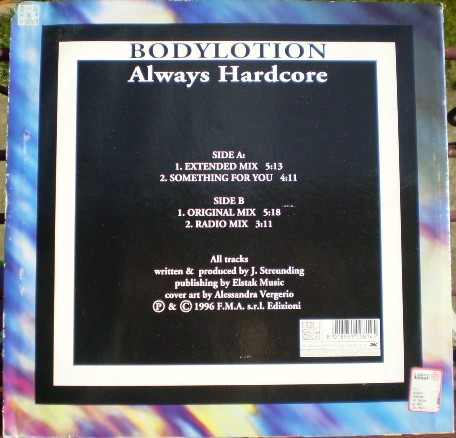 BODYLOTION
Always Hardcore
SIDE A:
1. EXTENDED MIX 5:13
2. SOMETHING FOR YOU 4:11
SIDE B
1. ORIGINAL MIX 5:18
2. RADIO MIX 3:11
All tracks
written & produced by J. Streunding
publishing by Elstak Music
cover art by Alessandra Vergerio
Ⓟ & © 1996 F.M.A. s.r.l. Edizioni